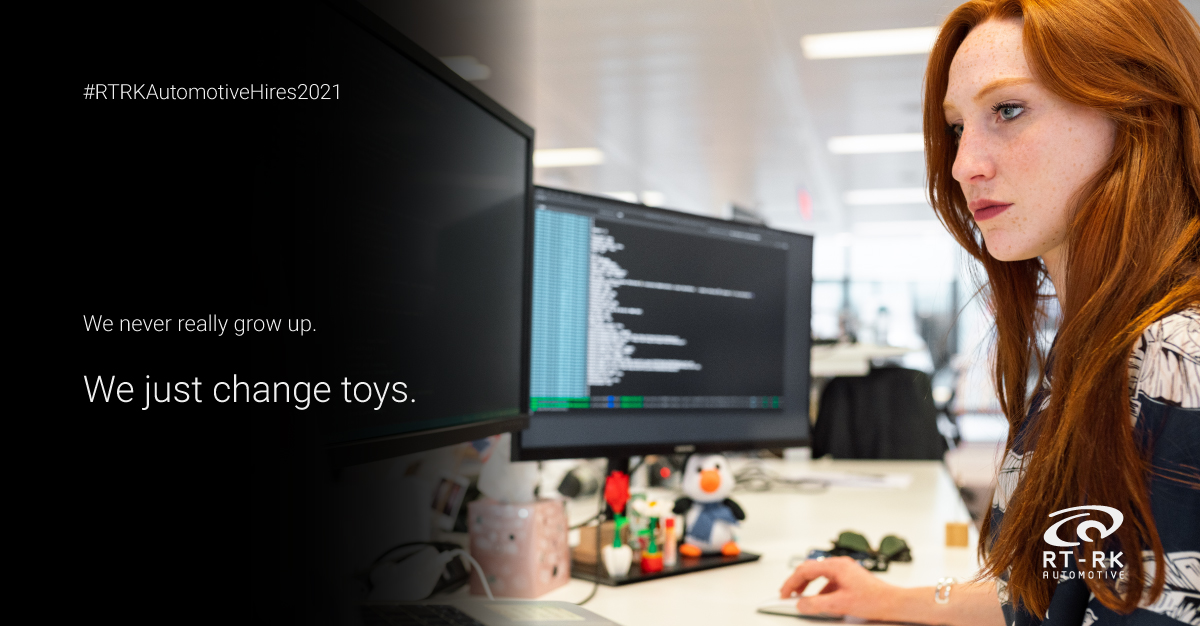 #RTRKAutomotiveHires2021
We never really grow up.
We just change toys.
RT-RK
AUTOMOTIVE